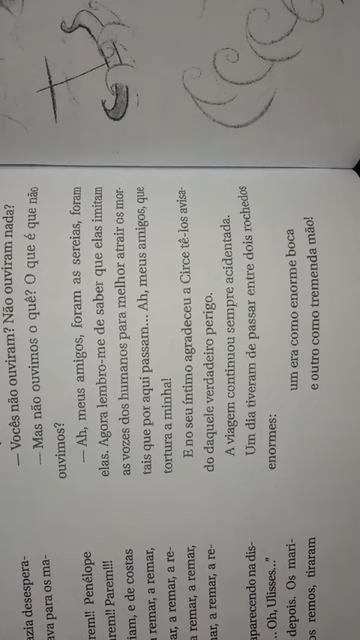 — Vocês não ouviram? Não ouviram nada?
— Mas não ouvimos o quê? O que é que não
ouvimos?
— Ah, meus amigos, foram as sereias, foram
elas. Agora lembro-me de saber que elas imitam
as vozes dos humanos para melhor atrair os mor-
tais que por aqui passam... Ah, meus amigos, que
tortura a minha!
E no seu íntimo agradeceu a Circe tê-los avisa-
do daquele verdadeiro perigo.
A viagem continuou sempre acidentada.
Um dia tiveram de passar entre dois rochedos
enormes:
um era como enorme boca
e outro como tremenda mão!
azia desespera-
ava para os ma-
rem!! Penélope
rem!! Parem!!!
iam, e de costas
a remar, a remar,
ar, a remar, a re-
a remar, a remar,
ar, a remar, a re-
aparecendo na dis-
.. Oh, Ulisses..."
depois. Os mari-
os remos, tiraram